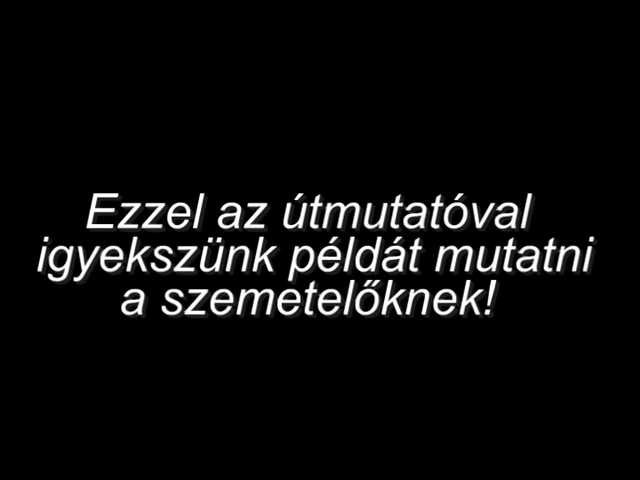 Ezzel az útmutatóval
igyekszünk példát mutatni
a szemetelőknek!